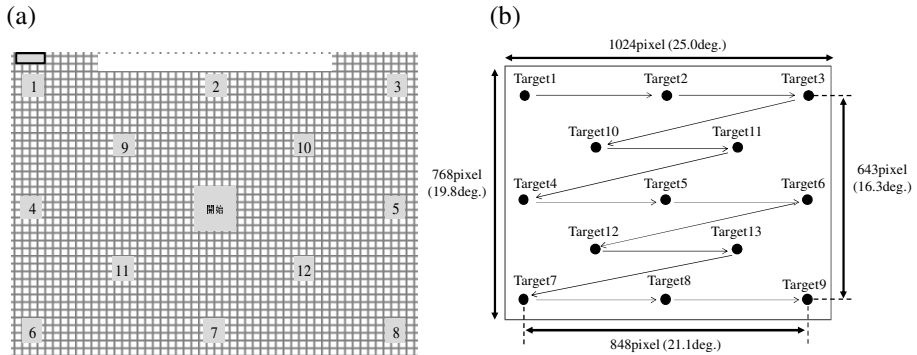 (a)
1 2 3
9 10
4 開始 5
11 12
6 7 8
(b)
1024pixel (25.0deg.)
Target1 Target2 Target3
Target10 Target11
768pixel
(19.8deg.)
643pixel
(16.3deg.)
Target4 Target5 Target6
Target12 Target13
Target7 Target8 Target9
848pixel (21.1deg.)